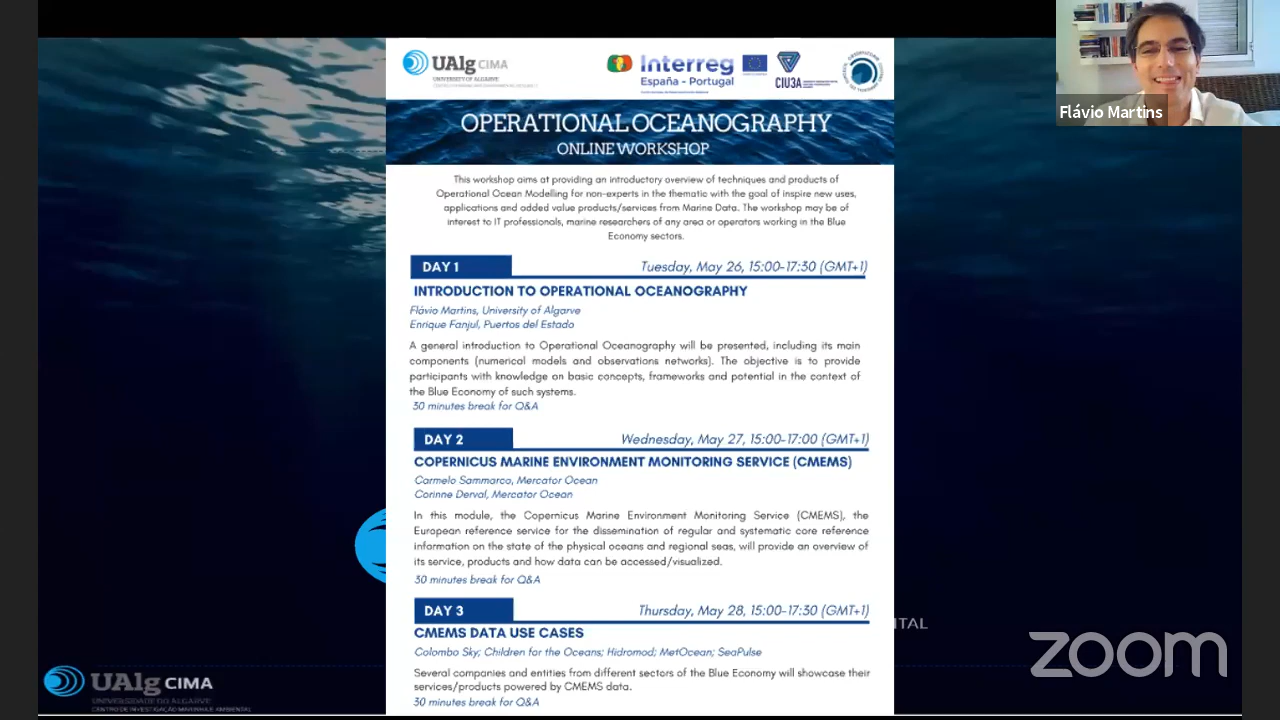 UAlg CIMA
UNIVERSITY OF ALGARVE
Interreg
España - Portugal
CIU3A
OPERATIONAL OCEANOGRAPHY
ONLINE WORKSHOP
This workshop aims at providing an introductory overview of techniques and products of
Operational Ocean Modelling for non-experts in the thematic with the goal of inspire new uses,
applications and added value products/services from Marine Data. The workshop may be of
interest to IT professionals, marine researchers of any area or operators working in the Blue
Economy sectors.
DAY 1
Tuesday, May 26, 15:00-17:30 (GMT+1)
INTRODUCTION TO OPERATIONAL OCEANOGRAPHY
Flávio Martins, University of Algarve
Enrique Fanjul, Puertos del Estado
A general introduction to Operational Oceanography will be presented, including its main
components (numerical models and observations networks). The objective is to provide
participants with knowledge on basic concepts, frameworks and potential in the context of
the Blue Economy of such systems.
30 minutes break for Q&A
DAY 2
Wednesday, May 27, 15:00-17:00 (GMT+1)
COPERNICUS MARINE ENVIRONMENT MONITORING SERVICE (CMEMS)
Carmelo Sammarco, Mercator Ocean
Corinne Derval, Mercator Ocean
In this module, the Copernicus Marine Environment Monitoring Service (CMEMS), the
European reference service for the dissemination of regular and systematic core reference
information on the state of the physical oceans and regional seas, will provide an overview of
its service, products and how data can be accessed/visualized.
30 minutes break for Q&A
DAY 3
Thursday, May 28, 15:00-17:30 (GMT+1)
CMEMS DATA USE CASES
Colombo Sky; Children for the Oceans; Hidromod; MetOcean; SeaPulse
Several companies and entities from different sectors of the Blue Economy will showcase their
services/products powered by CMEMS data.
30 minutes break for Q&A
Flávio Martins
NTAL
UAlg CIMA
UNIVERSIDADE DO ALGARVE
CENTRO DE INVESTIGAÇÃO MARINHA E AMBIENTAL
zoom